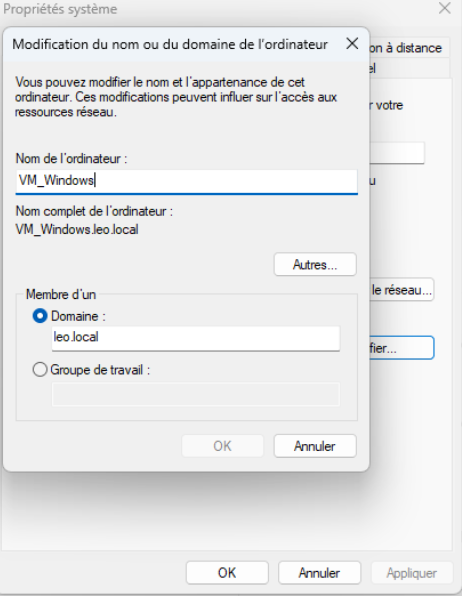 Propriétés système
Modification du nom ou du domaine de l'ordinateur
on à distance
el
Vous pouvez modifier le nom et l'appartenance de cet
ordinateur. Ces modifications peuvent influer sur l'accès aux
ressources réseau.
r votre
Nom de l'ordinateur :
VM_Windows
u
Nom complet de l'ordinateur :
VM_Windows.leo.local
Autres...
le réseau...
Membre d'un
Domaine :
leo.local
fier...
Groupe de travail :
OK
Annuler
OK
Annuler
Appliquer